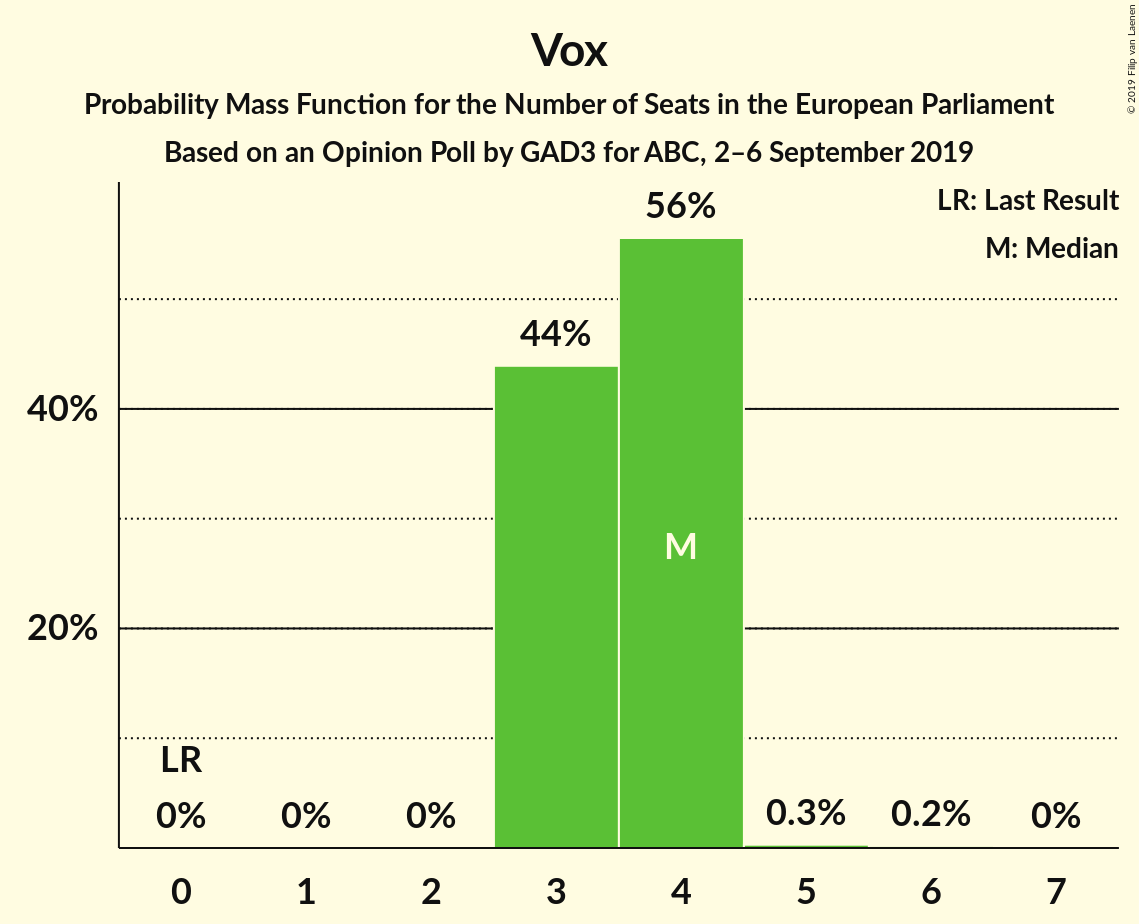 Vox
Probability Mass Function for the Number of Seats in the European Parliament
Based on an Opinion Poll by GAD3 for ABC, 2–6 September 2019
© 2019 Filip van Laenen
LR: Last Result
M: Median
56%
44%
40%
M
20%
LR
0% 0% 0% 0.3% 0.2% 0%
0 1 2 3 4 5 6 7